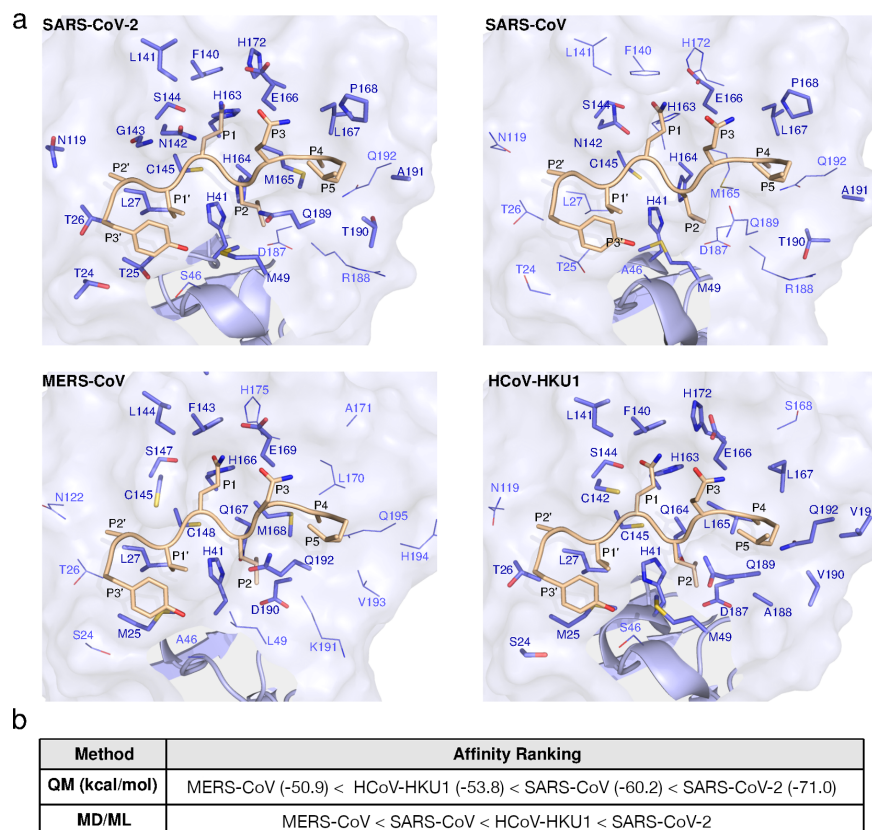 a
SARS-CoV-2
L141
F140
H172
S144
H163
E166
P168
G143
N142
P1
P3
L167
N119
P2'
C145
H164
M165
P4
Q192
P5
A191
L27
P1'
H41
P2
Q189
T26
P3'
T190
D187
T25
S46
R188
T24
M49
SARS-CoV
H172
L141
F140
P168
S144
H163
E166
N119
N142
P1
P3
L167
P2'
C145
H164
P4
Q192
M165
P5
A191
L27
P1'
H41
P2
Q189
T26
P3'
D187
T190
T24
T25
A46
R188
M49
MERS-CoV
H175
L144
F143
A171
S147
H166
E169
C145
P1
P3
L170
N122
P2'
Q167
P4
Q195
C148
M168
P5
H194
L27
P1'
H41
T26
P2
Q192
P3'
D190
V193
M25
S24
A46
L49
K191
HCoV-HKU1
H172
L141
F140
S168
S144
H163
E166
N119
C142
P1
P3
L167
P2'
Q164
P4
Q192
C145
L165
P5
L27
P1'
H41
T26
P2
Q189
P3'
V190
D187
A188
M25
S24
S46
M49
b
Method Affinity Ranking
QM (kcal/mol) MERS-CoV (-50.9) < HCoV-HKU1 (-53.8) < SARS-CoV (-60.2) < SARS-CoV-2 (-71.0)
MD/ML MERS-CoV < SARS-CoV < HCoV-HKU1 < SARS-CoV-2